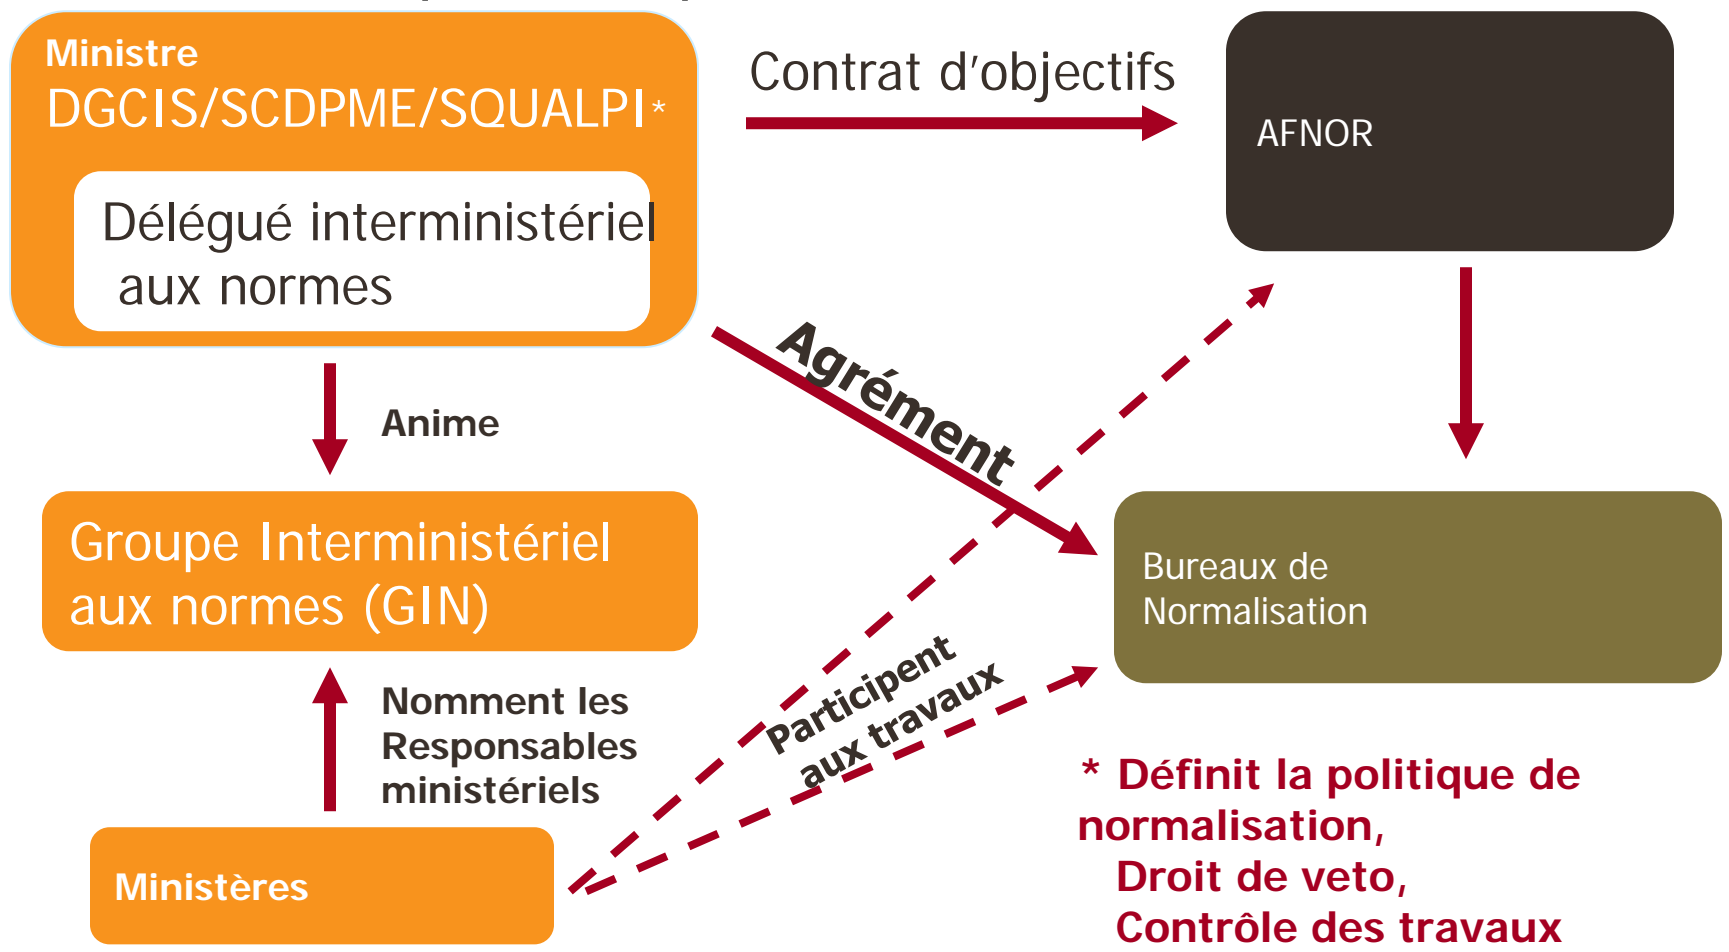 Ministre
DGCIS/SCDPME/SQUALPI*
Délégué interministériel
aux normes
Contrat d'objectifs
AFNOR
Agrément
Anime
Groupe Interministériel
aux normes (GIN)
Bureaux de
Normalisation
Nomment les
Responsables
ministériels
Participent
aux travaux
Ministères
* Définit la politique de
normalisation,
Droit de veto,
Contrôle des travaux